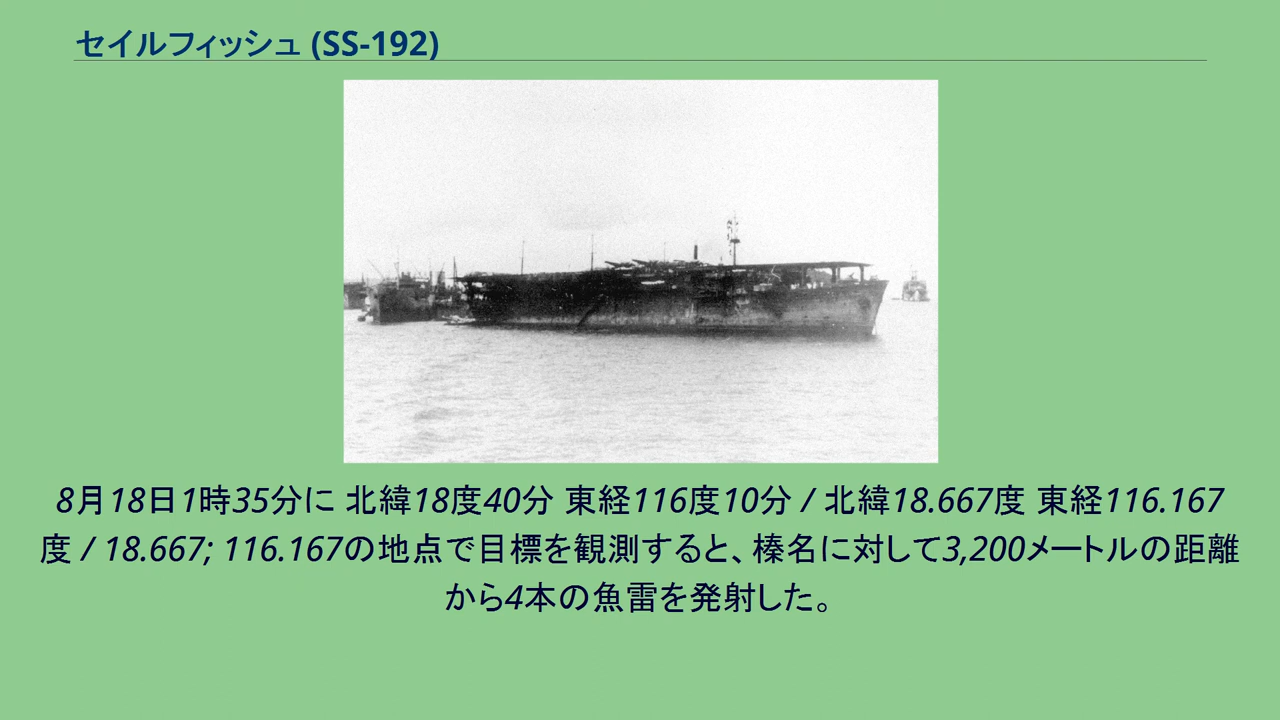 セイルフィッシュ (SS-192)
8月18日1時35分に 北緯18度40分 東経116度10分 / 北緯18.667度 東経116.167
度 / 18.667; 116.167の地点で目標を観測すると、榛名に対して3,200メートルの距離
から4本の魚雷を発射した。